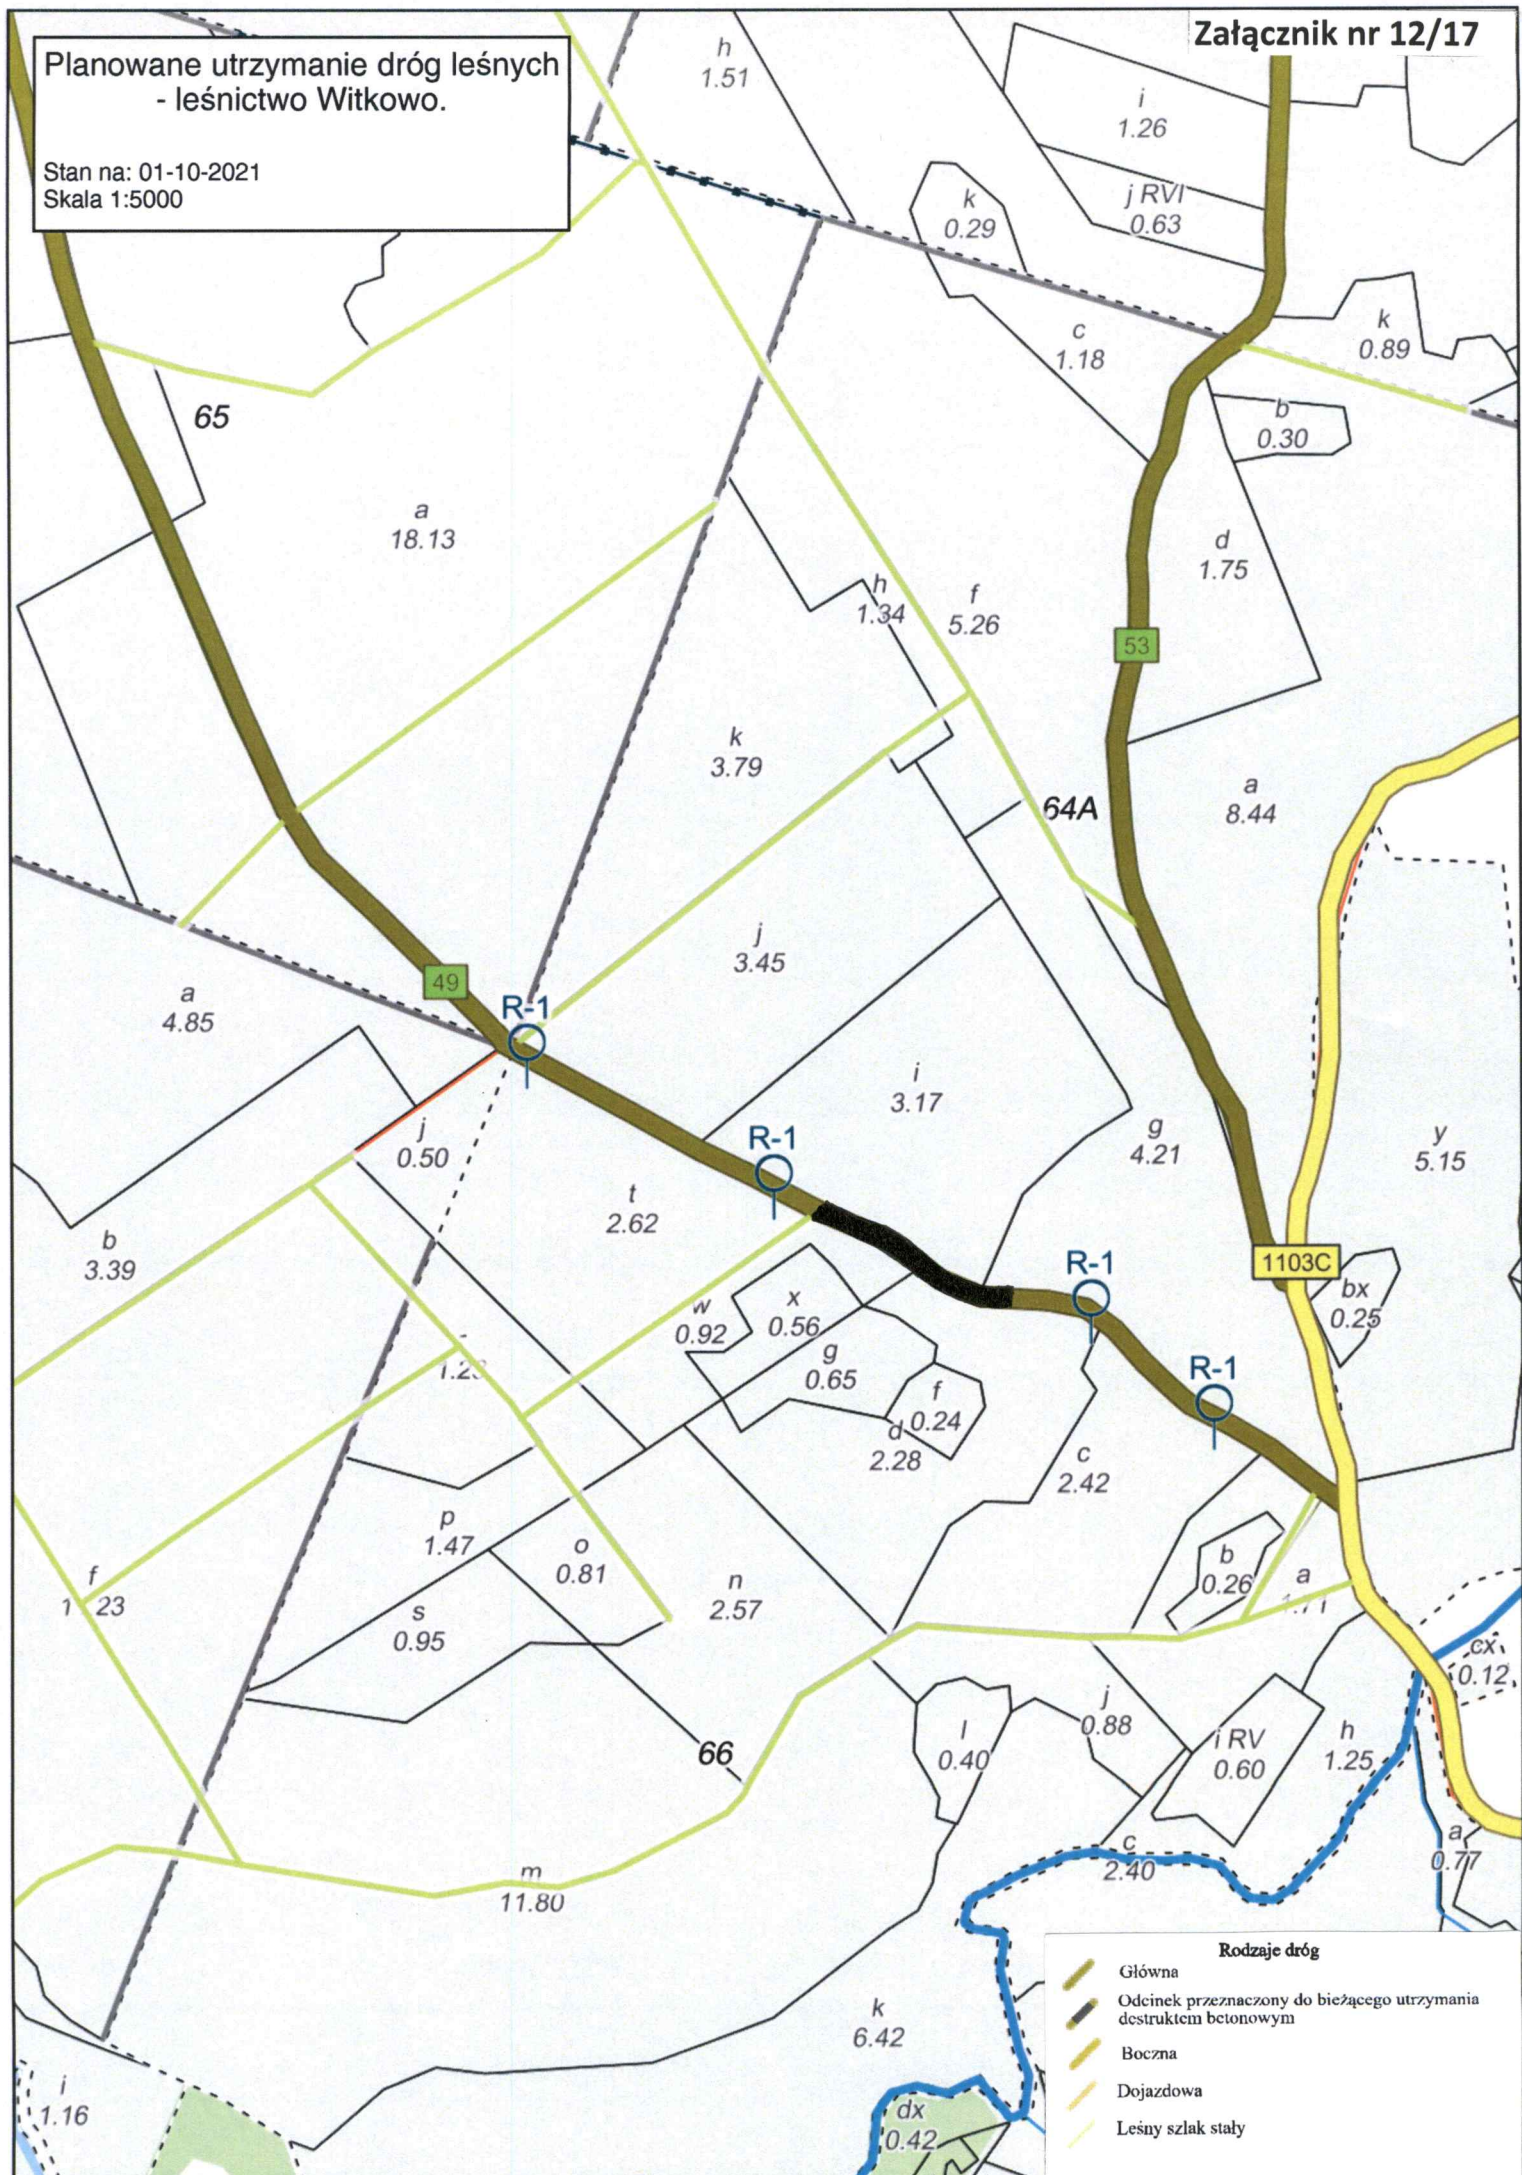 Załącznik nr 12/17
Planowane utrzymanie dróg leśnych
- leśnictwo Witkowo.
Stan na: 01-10-2021
Skala 1:5000
h
1.51
i
1.26
j RVI
0.63
k
0.29
c
1.18
k
0.89
b
0.30
65
a
18.13
d
1.75
h
1.34
f
5.26
53
k
3.79
64A
a
8.44
j
3.45
49
R-1
a
4.85
i
3.17
j
0.50
R-1
g
4.21
y
5.15
t
2.62
b
3.39
R-1
1103C
bx
0.25
w
0.92
x
0.56
g
0.65
R-1
f
0.24
d
2.28
c
2.42
p
1.47
o
0.81
b
0.26
a
f
23
s
0.95
n
2.57
cx
0.12
66
l
0.40
j
0.88
i RV
0.60
h
1.25
c
2.40
a
0.77
m
11.80
k
6.42
i
1.16
dx
0.42
Rodzaje dróg
Główna
Odcinek przeznaczony do bieżącego utrzymania
destruktem betonowym
Boczna
Dojazdowa
Leśny szlak stały